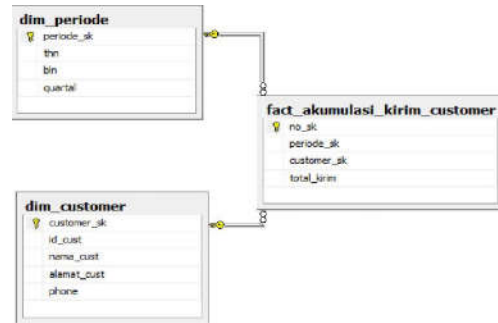 dim_periode
periode_sk
thn
bln
quartal
fact_akumulasi_kirim_customer
no_sk
periode_sk
customer_sk
total_kirim
dim_customer
customer_sk
id_cust
nama_cust
alamat_cust
phone